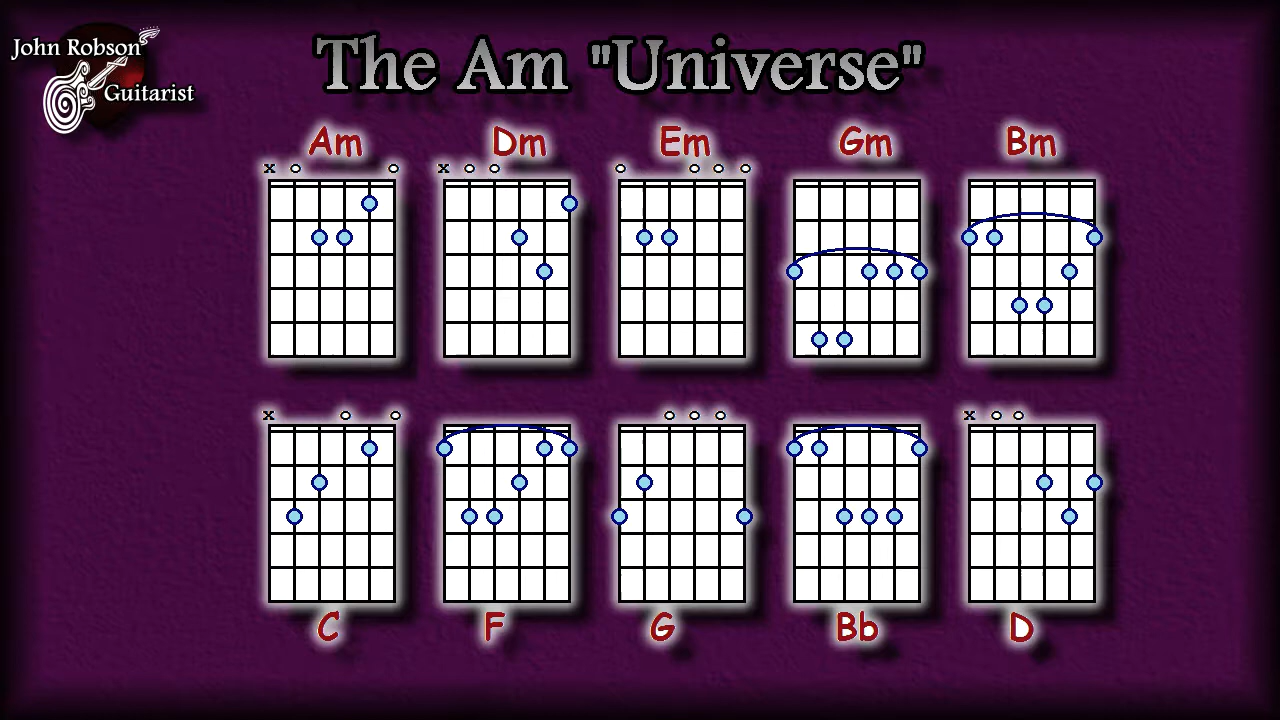 John Robson
Guitarist
The Am "Universe"
Am Dm Em Gm Bm
x o o x o o o o o o
x o o o o o x o o
C F G Bb D